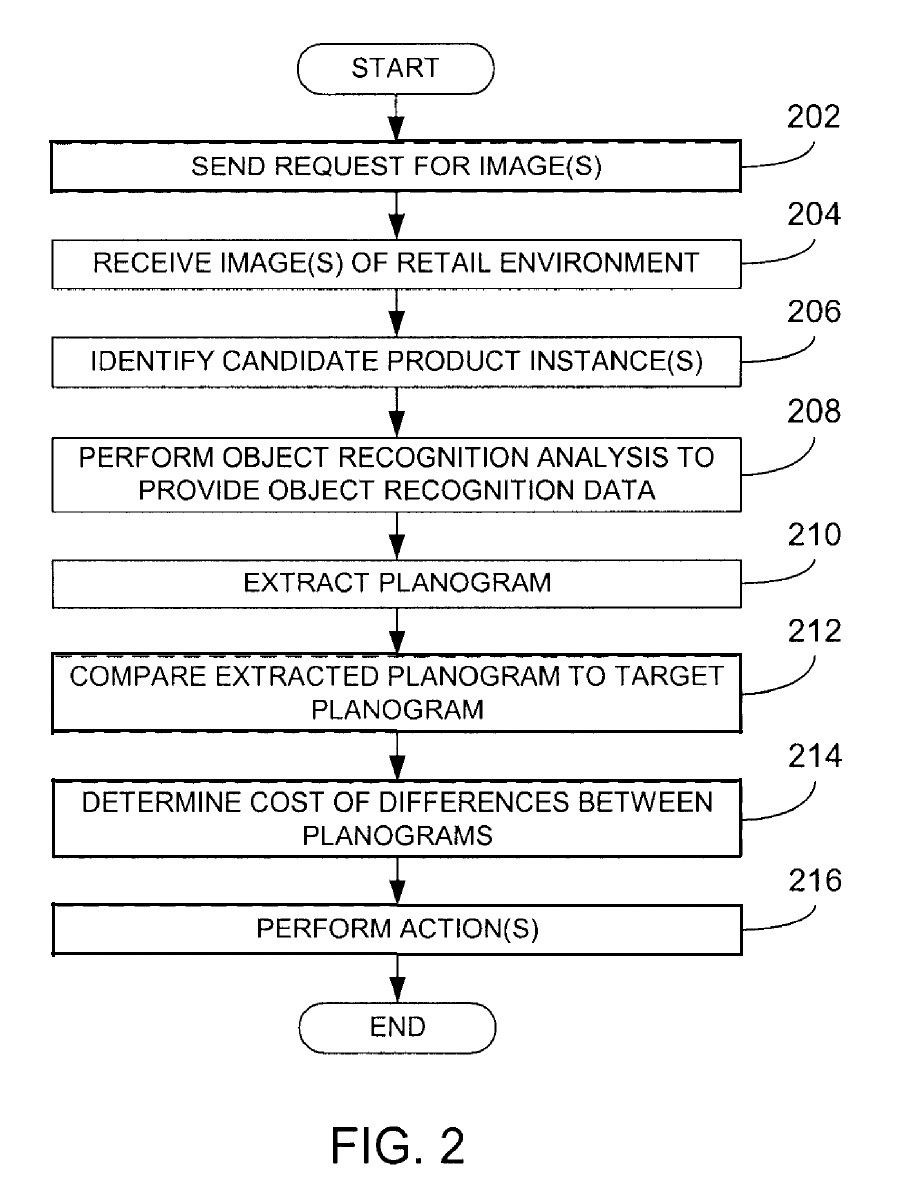 START
202
SEND REQUEST FOR IMAGE(S)
204
RECEIVE IMAGE(S) OF RETAIL ENVIRONMENT
206
IDENTIFY CANDIDATE PRODUCT INSTANCE(S)
208
PERFORM OBJECT RECOGNITION ANALYSIS TO
PROVIDE OBJECT RECOGNITION DATA
210
EXTRACT PLANOGRAM
212
COMPARE EXTRACTED PLANOGRAM TO TARGET
PLANOGRAM
214
DETERMINE COST OF DIFFERENCES BETWEEN
PLANOGRAMS
216
PERFORM ACTION(S)
END
FIG. 2